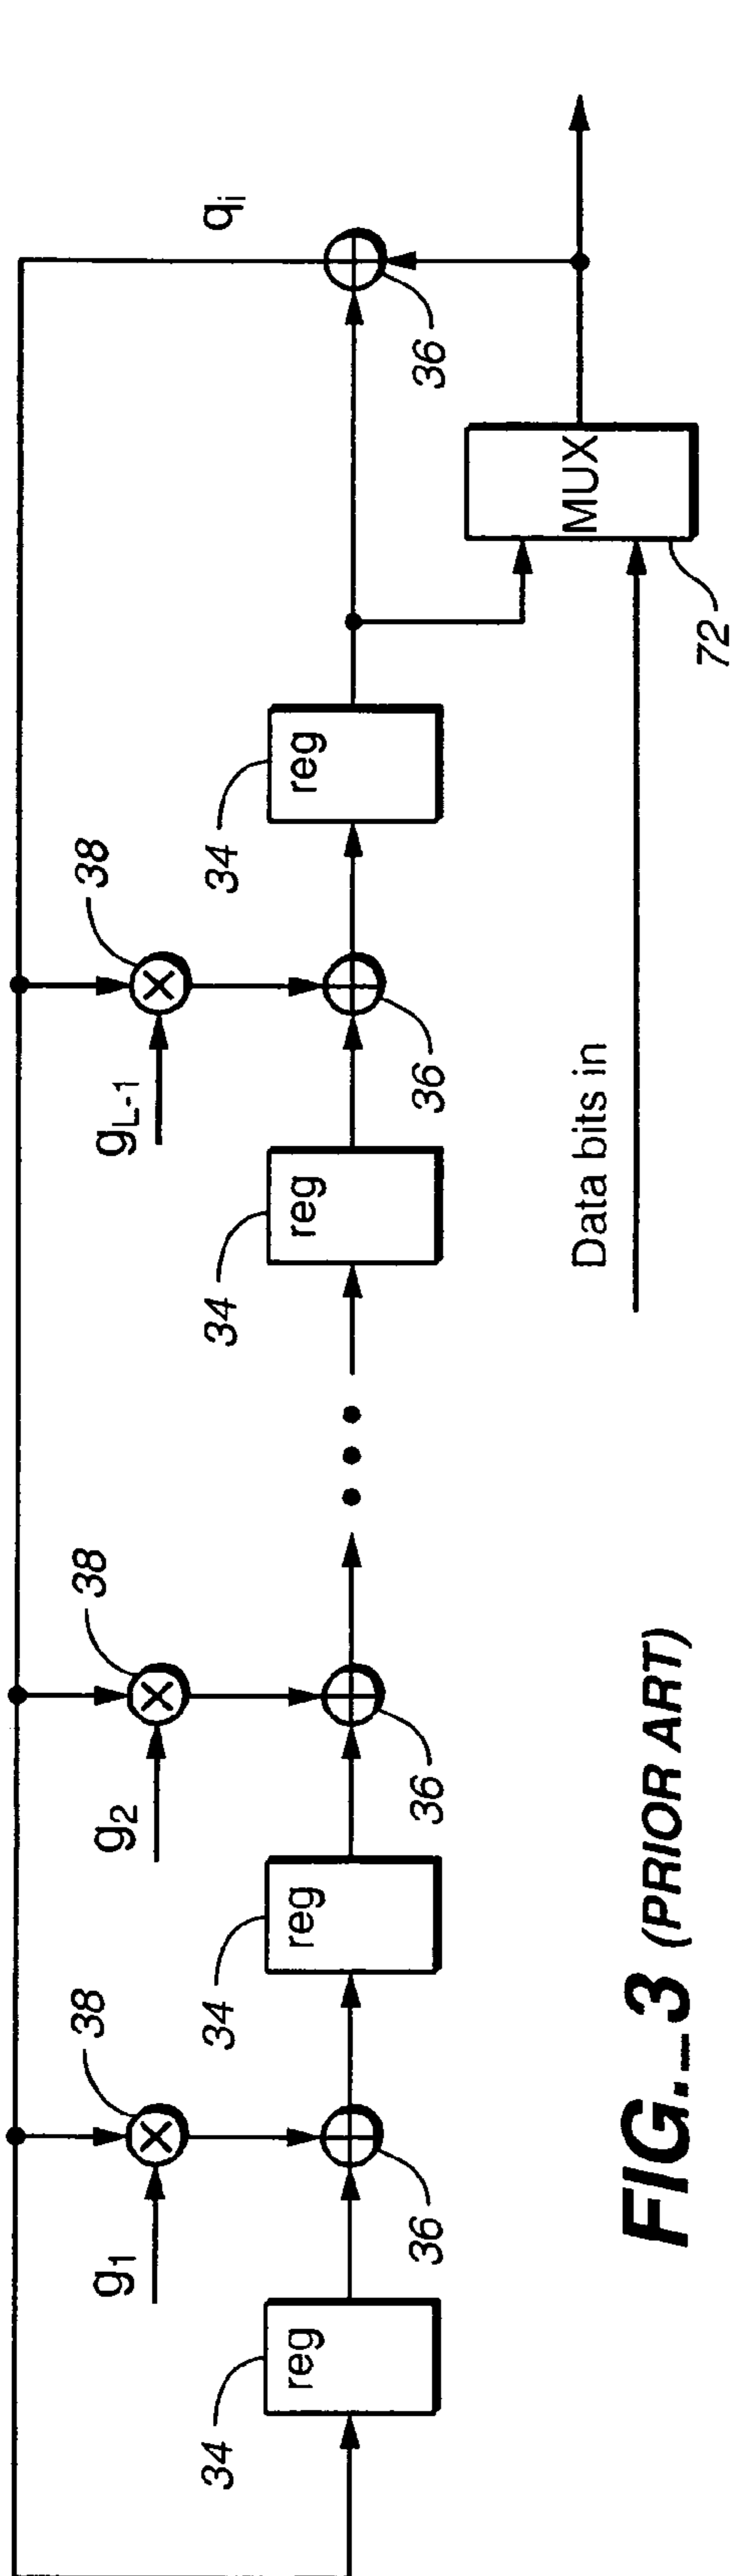 g₁
38
g₂
38
g_L-1
38
qᵢ
34
reg
36
34
reg
36
34
reg
36
34
reg
36
Data bits in
MUX
72
FIG._3 (PRIOR ART)